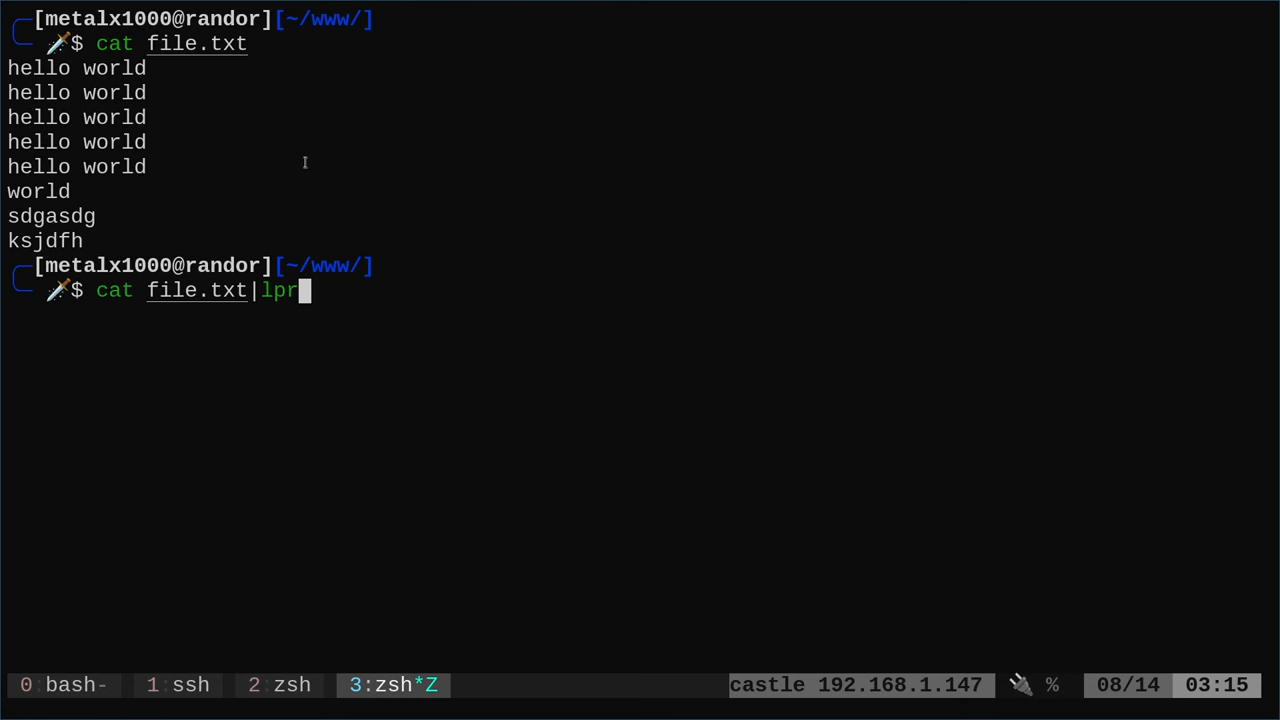 [metalx1000@randor][~/www/]
$ cat file.txt
hello world
hello world
hello world
hello world
hello world
world
sdgasdg
ksjdfh
[metalx1000@randor][~/www/]
$ cat file.txt|lpr
0:bash- 1:ssh 2:zsh 3:zsh*Z castle 192.168.1.147 % 08/14 03:15